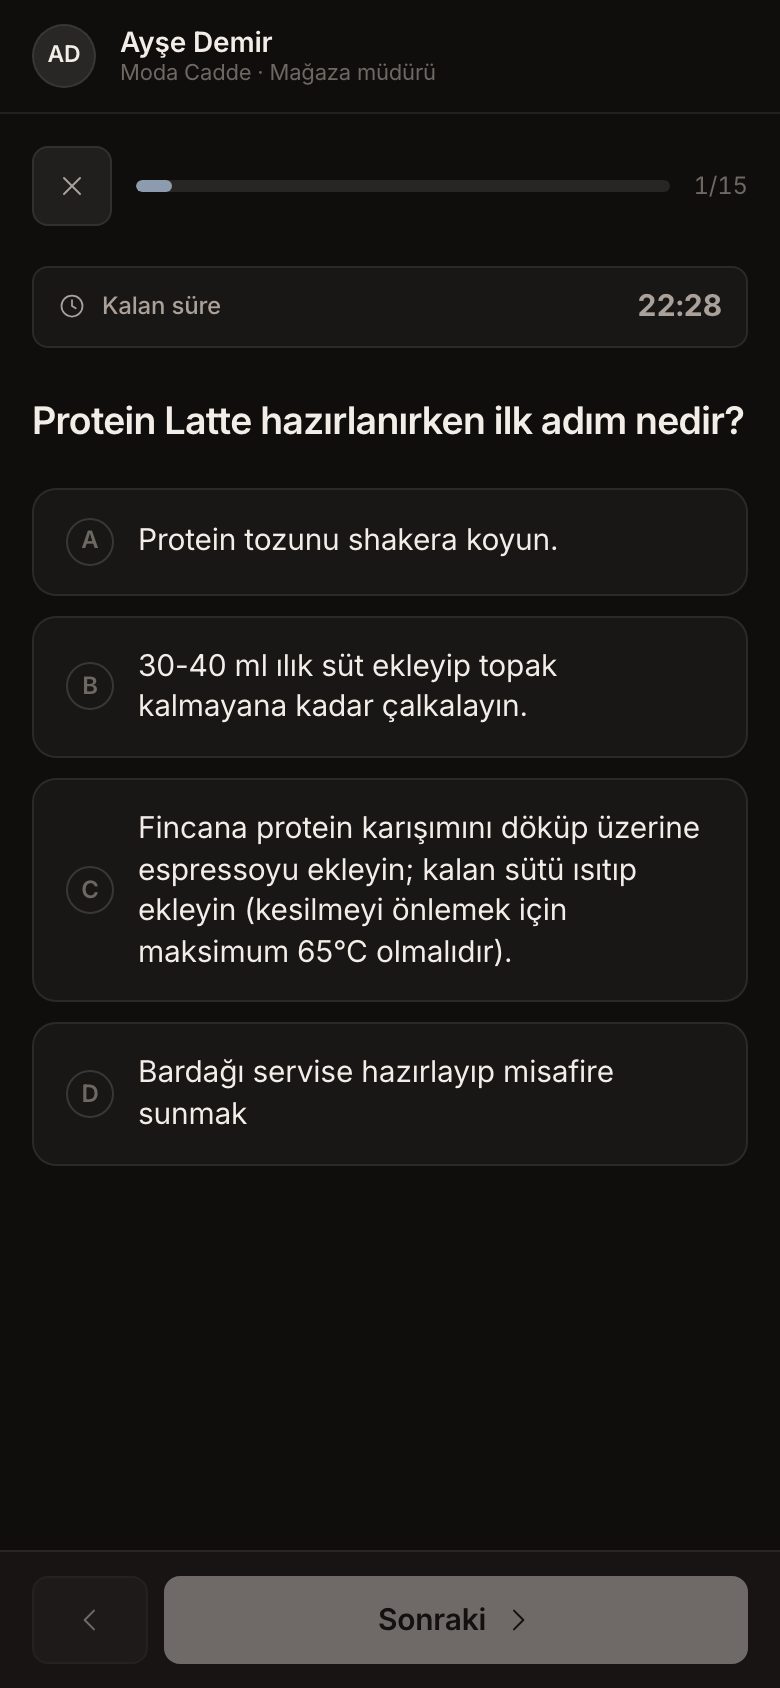 AD
Ayşe Demir
Moda Cadde · Mağaza müdürü
1/15
Kalan süre
22:28
Protein Latte hazırlanırken ilk adım nedir?
A
Protein tozunu shakera koyun.
B
30-40 ml ılık süt ekleyip topak
kalmayana kadar çalkalayın.
C
Fincana protein karışımını döküp üzerine
espressoyu ekleyin; kalan sütü ısıtıp
ekleyin (kesilmeyi önlemek için
maksimum 65°C olmalıdır).
D
Bardağı servise hazırlayıp misafire
sunmak
Sonraki